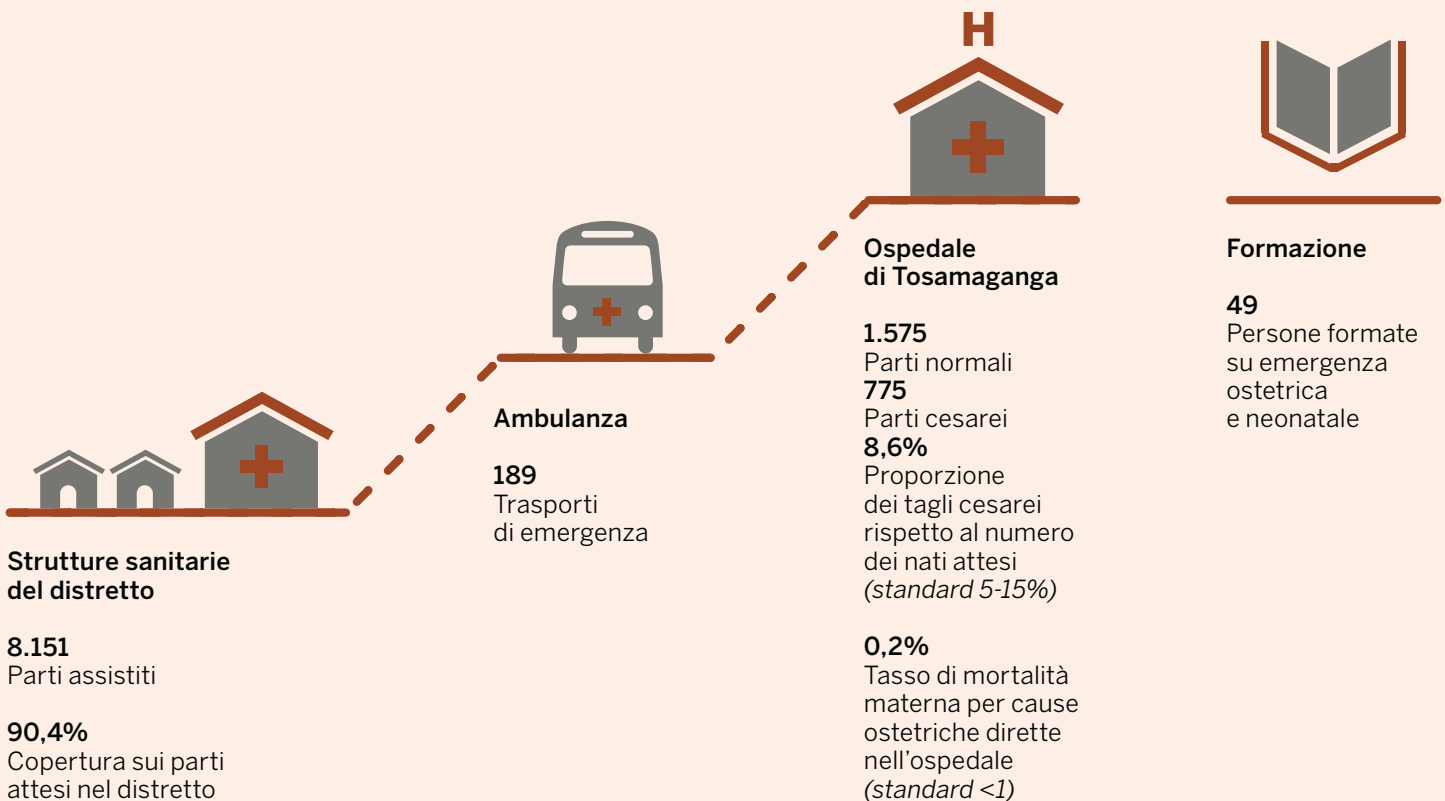 H
Strutture sanitarie
del distretto
8.151
Parti assistiti
90,4%
Copertura sui parti
attesi nel distretto
Ambulanza
189
Trasporti
di emergenza
Ospedale
di Tosamaganga
1.575
Parti normali
775
Parti cesarei
8,6%
Proporzione
dei tagli cesarei
rispetto al numero
dei nati attesi
(standard 5-15%)
0,2%
Tasso di mortalità
materna per cause
ostetriche dirette
nell’ospedale
(standard <1)
Formazione
49
Persone formate
su emergenza
ostetrica
e neonatale